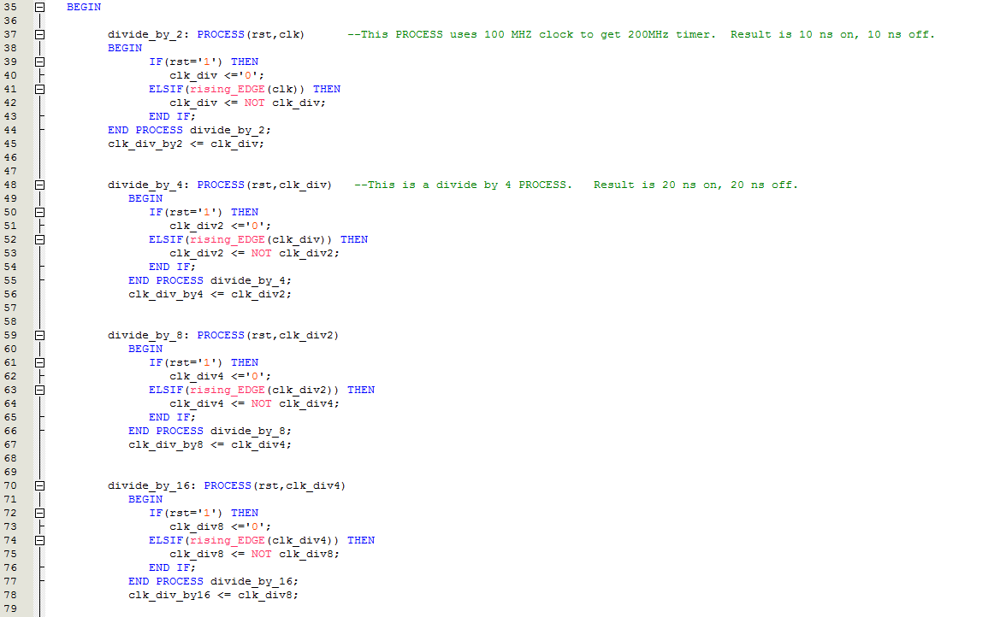 35 BEGIN
36
37 divide_by_2: PROCESS(rst,clk) --This PROCESS uses 100 MHZ clock to get 200MHz timer. Result is 10 ns on, 10 ns off.
38 BEGIN
39 IF(rst='1') THEN
40 clk_div <='0';
41 ELSIF(rising_EDGE(clk)) THEN
42 clk_div <= NOT clk_div;
43 END IF;
44 END PROCESS divide_by_2;
45 clk_div_by2 <= clk_div;
46
47
48 divide_by_4: PROCESS(rst,clk_div) --This is a divide by 4 PROCESS. Result is 20 ns on, 20 ns off.
49 BEGIN
50 IF(rst='1') THEN
51 clk_div2 <='0';
52 ELSIF(rising_EDGE(clk_div)) THEN
53 clk_div2 <= NOT clk_div2;
54 END IF;
55 END PROCESS divide_by_4;
56 clk_div_by4 <= clk_div2;
57
58
59 divide_by_8: PROCESS(rst,clk_div2)
60 BEGIN
61 IF(rst='1') THEN
62 clk_div4 <='0';
63 ELSIF(rising_EDGE(clk_div2)) THEN
64 clk_div4 <= NOT clk_div4;
65 END IF;
66 END PROCESS divide_by_8;
67 clk_div_by8 <= clk_div4;
68
69
70 divide_by_16: PROCESS(rst,clk_div4)
71 BEGIN
72 IF(rst='1') THEN
73 clk_div8 <='0';
74 ELSIF(rising_EDGE(clk_div4)) THEN
75 clk_div8 <= NOT clk_div8;
76 END IF;
77 END PROCESS divide_by_16;
78 clk_div_by16 <= clk_div8;
79